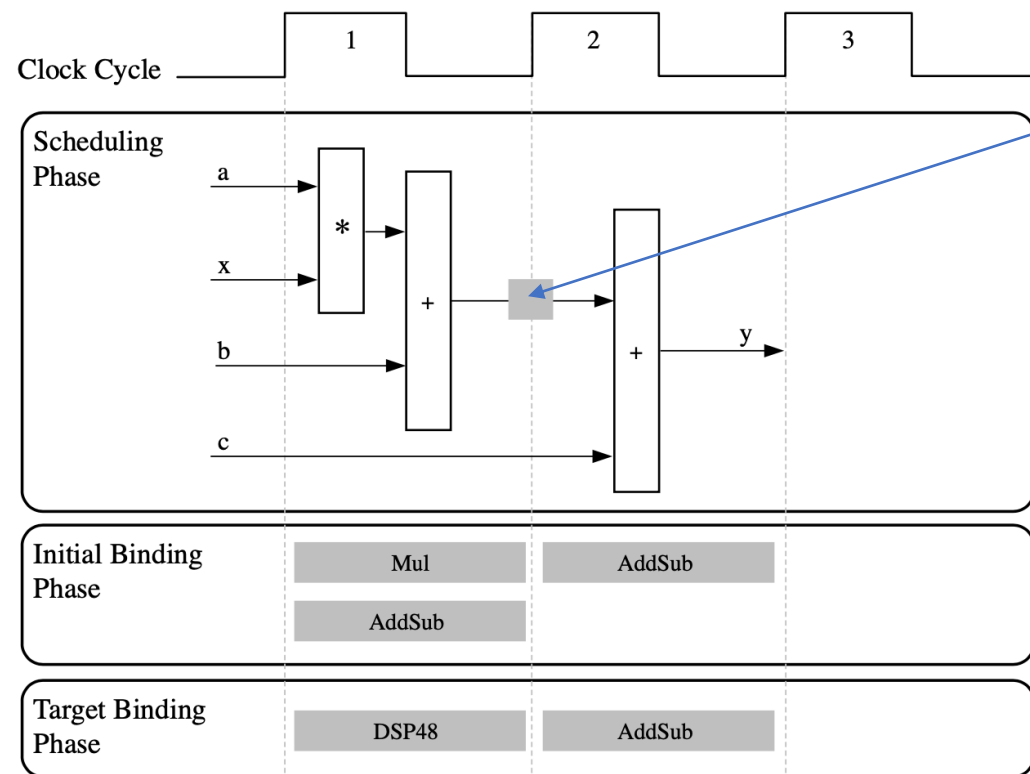 1
2
3
Clock Cycle
Scheduling
Phase
a
*
x
+
b
+
y
c
Initial Binding
Phase
Mul
AddSub
AddSub
Target Binding
Phase
DSP48
AddSub